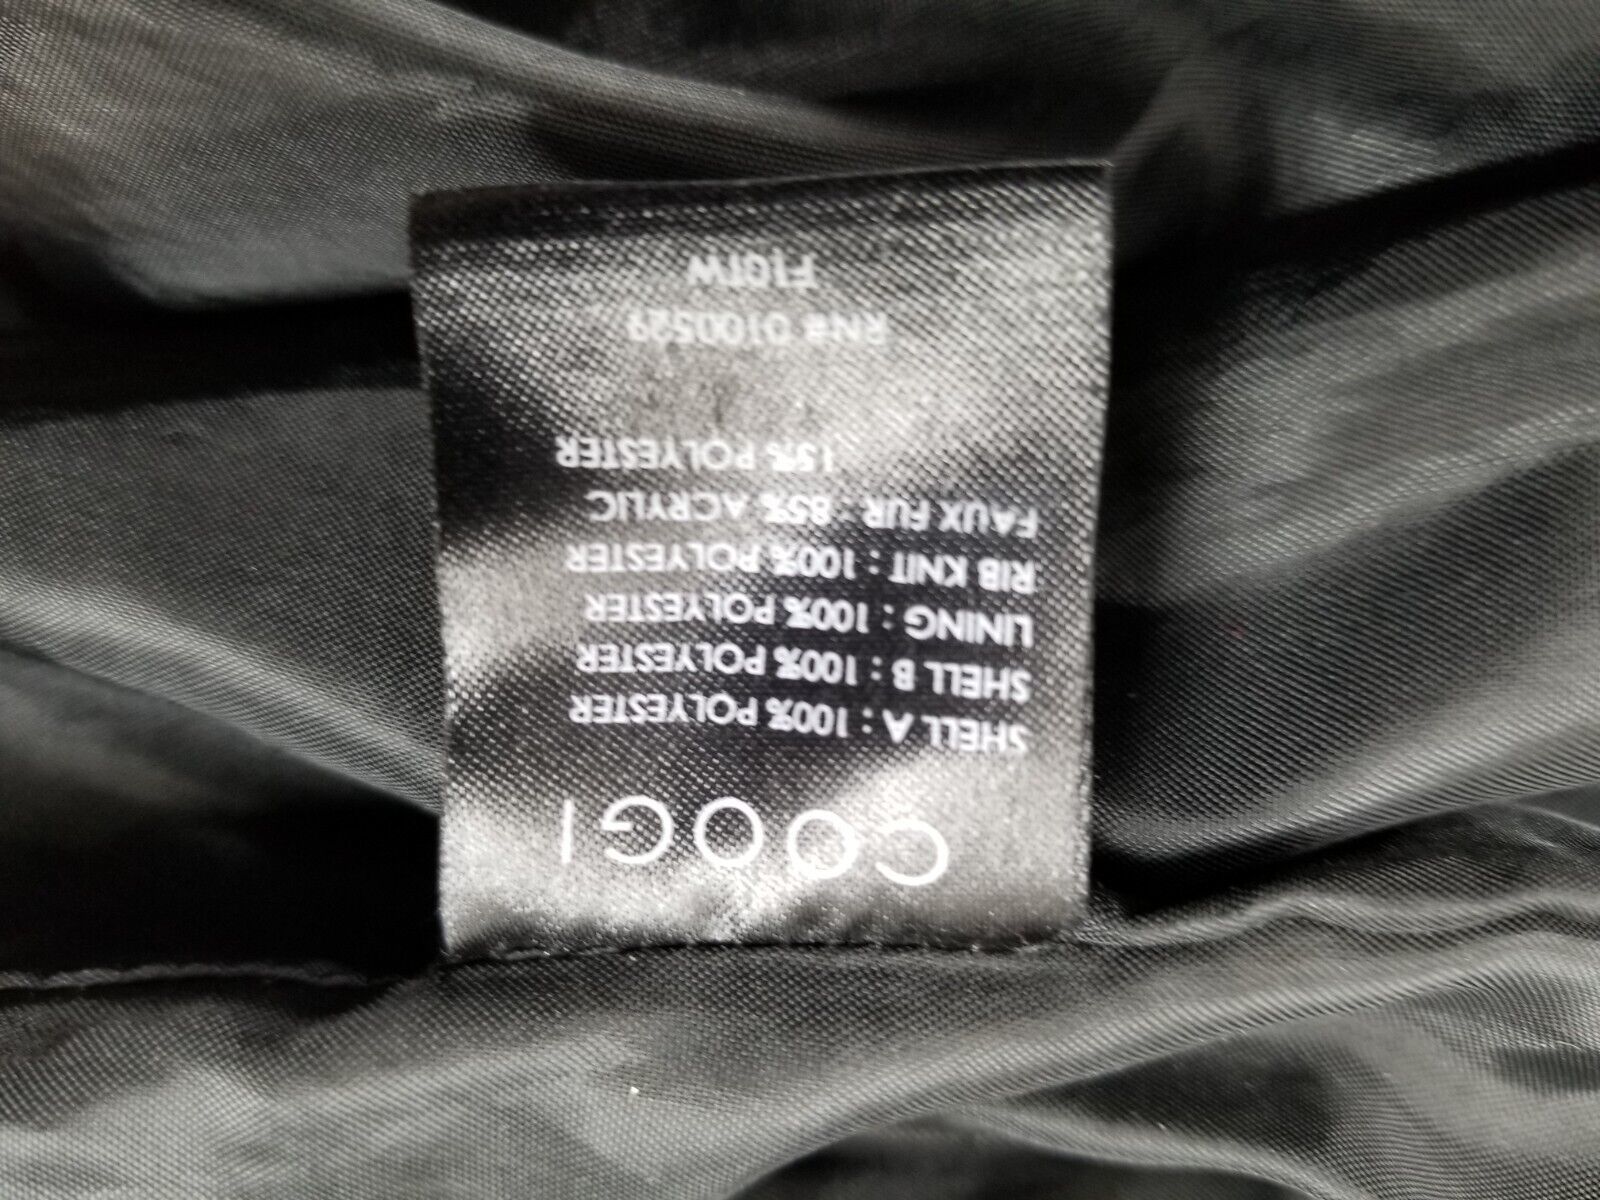 COOGI
SHELL A : 100% POLYESTER
SHELL B : 100% POLYESTER
LINING : 100% POLYESTER
RIB KNIT : 100% POLYESTER
FAUX FUR : 85% ACRYLIC
15% POLYESTER
RN# 0100529
F|01W